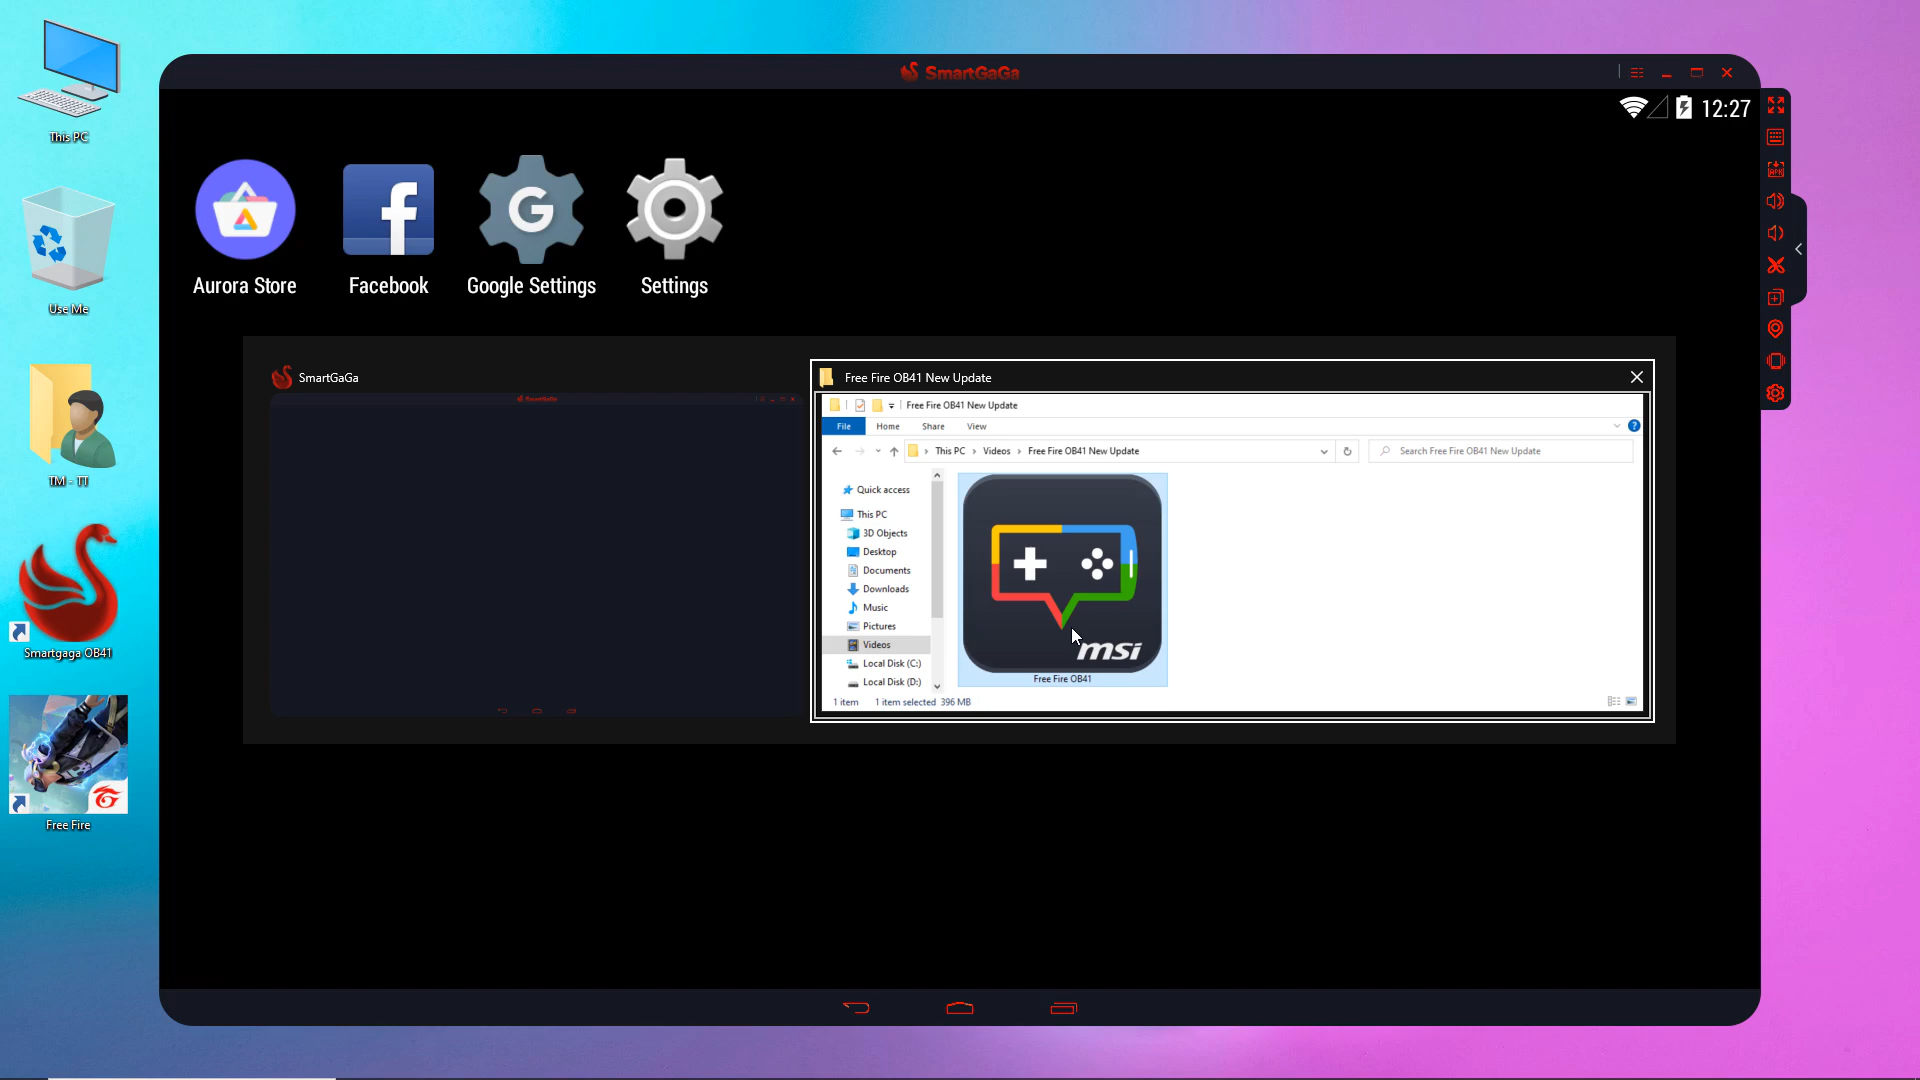 This PC
Use Me
TM - TT
Smartgaga OB41
Free Fire
SmartGaGa
12:27
APK
Aurora Store
Facebook
G
Google Settings
Settings
SmartGaGa
SmartGaGa
Free Fire OB41 New Update
Free Fire OB41 New Update
File Home Share View
This PC Videos Free Fire OB41 New Update
Search Free Fire OB41 New Update
Quick access
This PC
3D Objects
Desktop
Documents
Downloads
Music
Pictures
Videos
Local Disk (C:)
Local Disk (D:)
msi
Free Fire OB41
1 item 1 item selected 396 MB